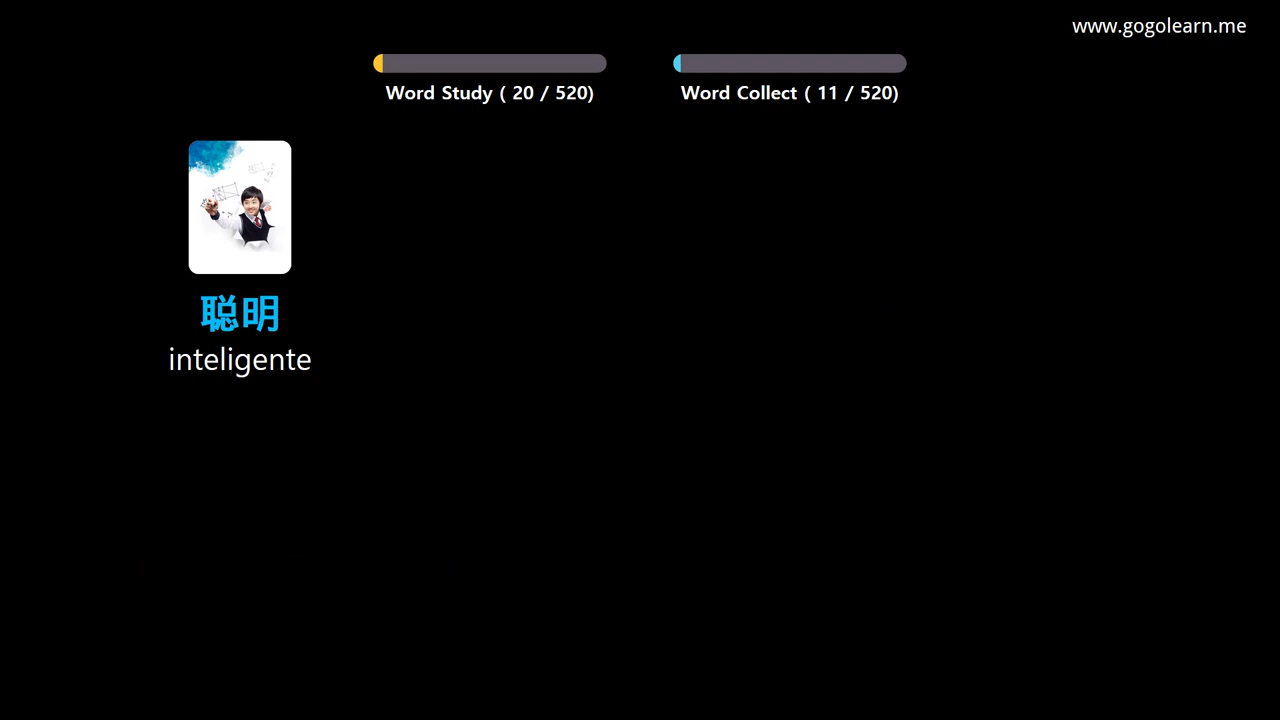 www.gogolearn.me
Word Study ( 20 / 520)
Word Collect ( 11 / 520)
聪明
inteligente